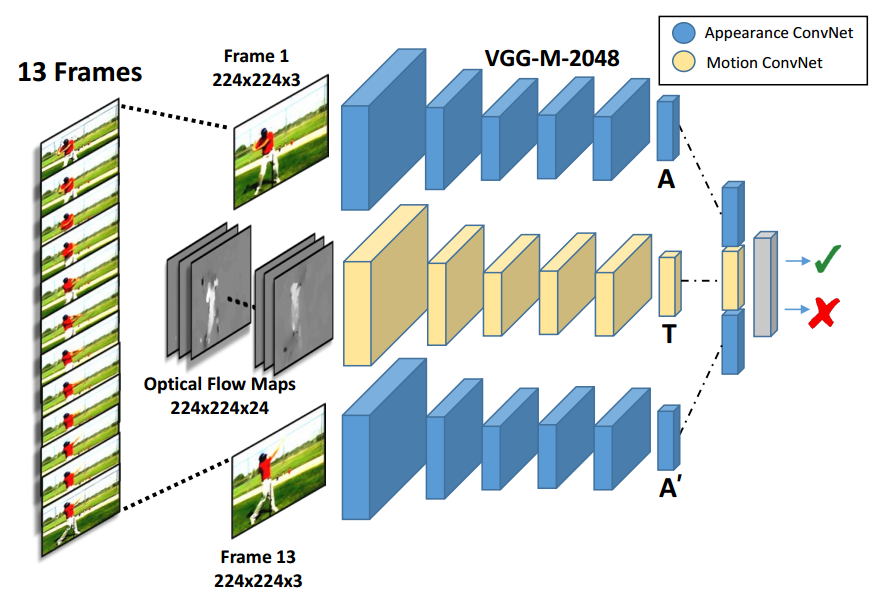 13 Frames
Frame 1
224x224x3
VGG-M-2048
Appearance ConvNet
Motion ConvNet
A
Optical Flow Maps
224x224x24
T
Frame 13
224x224x3
A′